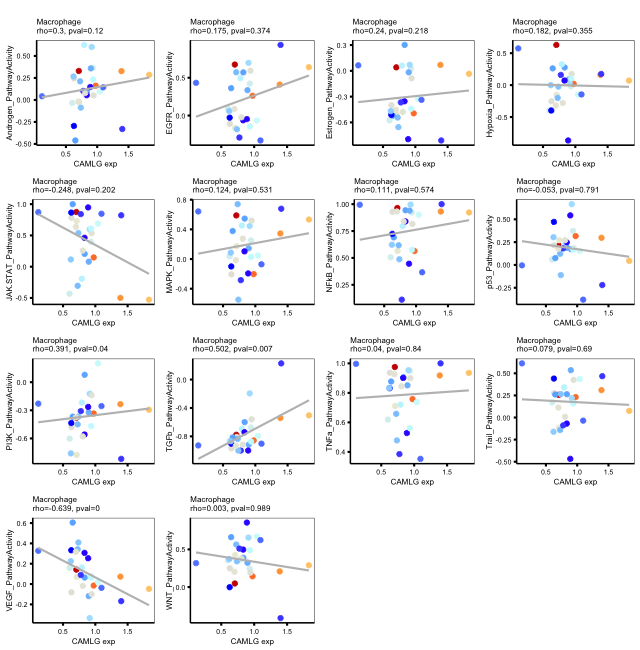 Macrophage
rho=0.3, pval=0.12
Androgen_PathwayActivity
0.50
0.25
0.00
-0.25
-0.50
0.5 1.0 1.5
CAMLG exp
Macrophage
rho=0.175, pval=0.374
EGFR_PathwayActivity
0.5
0.0
0.5 1.0 1.5
CAMLG exp
Macrophage
rho=0.24, pval=0.218
Estrogen_PathwayActivity
0.3
0.0
-0.3
-0.6
0.5 1.0 1.5
CAMLG exp
Macrophage
rho=0.182, pval=0.355
Hypoxia_PathwayActivity
0.5
0.0
-0.5
0.5 1.0 1.5
CAMLG exp
Macrophage
rho=-0.248, pval=0.202
JAK-STAT_PathwayActivity
1.0
0.5
0.0
-0.5
0.5 1.0 1.5
CAMLG exp
Macrophage
rho=0.124, pval=0.531
MAPK_PathwayActivity
0.8
0.4
0.0
-0.4
0.5 1.0 1.5
CAMLG exp
Macrophage
rho=0.111, pval=0.574
NFkB_PathwayActivity
1.00
0.75
0.50
0.25
0.5 1.0 1.5
CAMLG exp
Macrophage
rho=-0.053, pval=0.791
p53_PathwayActivity
0.50
0.25
0.00
-0.25
0.5 1.0 1.5
CAMLG exp
Macrophage
rho=0.391, pval=0.04
PI3K_PathwayActivity
0.0
-0.4
-0.8
0.5 1.0 1.5
CAMLG exp
Macrophage
rho=0.502, pval=0.007
TGFb_PathwayActivity
0.0
-0.4
-0.8
0.5 1.0 1.5
CAMLG exp
Macrophage
rho=0.04, pval=0.84
TNFa_PathwayActivity
1.0
0.8
0.6
0.4
0.5 1.0 1.5
CAMLG exp
Macrophage
rho=0.079, pval=0.69
Trail_PathwayActivity
0.50
0.25
0.00
-0.25
-0.50
0.5 1.0 1.5
CAMLG exp
Macrophage
rho=-0.639, pval=0
VEGF_PathwayActivity
0.6
0.4
0.2
0.0
-0.2
0.5 1.0 1.5
CAMLG exp
Macrophage
rho=0.003, pval=0.989
WNT_PathwayActivity
0.5
0.0
0.5 1.0 1.5
CAMLG exp